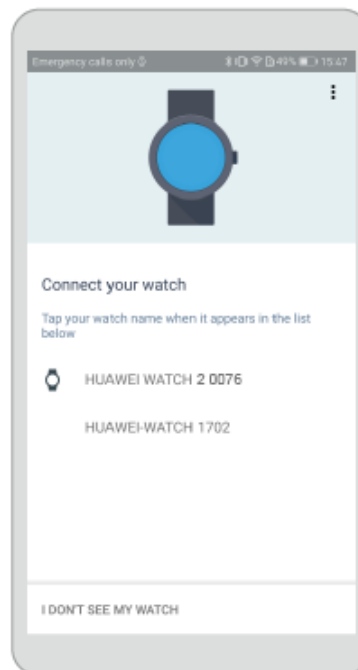 Emergency calls only
49% 15:47
Connect your watch
Tap your watch name when it appears in the list
below
HUAWEI WATCH 2 0076
HUAWEI-WATCH 1702
I DON'T SEE MY WATCH